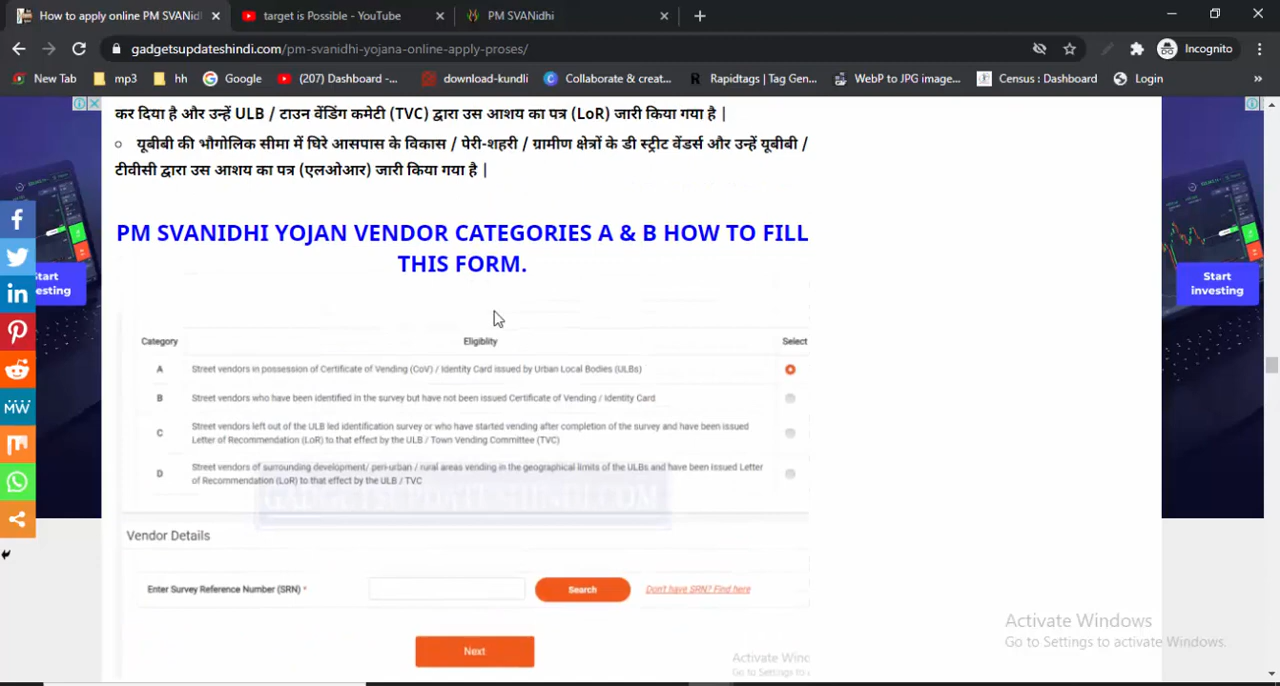 How to apply online PM SVANid
target is Possible - YouTube
PM SVANidhi
gadgetsupdateshindi.com/pm-svanidhi-yojana-online-apply-proses/
Incognito
New Tab
mp3
hh
Google
(207) Dashboard -...
download-kundli
Collaborate & creat...
Rapidtags | Tag Gen...
WebP to JPG image...
Census : Dashboard
Login
कर दिया है और उन्हें ULB / टाउन वेंडिंग कमेटी (TVC) द्वारा उस आशय का पत्र (LoR) जारी किया गया है |
यूबीबी की भौगोलिक सीमा में घिरे आसपास के विकास / पेरी-शहरी / ग्रामीण क्षेत्रों के डी स्ट्रीट वेंडर्स और उन्हें यूबीबी /
टीवीसी द्वारा उस आशय का पत्र (एलओआर) जारी किया गया है |
PM SVANIDHI YOJAN VENDOR CATEGORIES A & B HOW TO FILL
THIS FORM.
Start
investing
Start
investing
Category Eligiblity Select
A Street vendors in possession of Certificate of Vending (CoV) / Identity Card issued by Urban Local Bodies (ULBs)
B Street vendors who have been identified in the survey but have not been issued Certificate of Vending / Identity Card
C Street vendors left out of the ULB led identification survey or who have started vending after completion of the survey and have been issued
Letter of Recommendation (LoR) to that effect by the ULB / Town Vending Committee (TVC)
D Street vendors of surrounding development/ peri-urban / rural areas vending in the geographical limits of the ULBs and have been issued Letter
of Recommendation (LoR) to that effect by the ULB / TVC
GADGETSUPDATESHINDI.COM
Vendor Details
Enter Survey Reference Number (SRN) *
Search
Don't have SRN? Find here
Next
Activate Windows
Go to Settings to activate Windows.
Activate Winc
Go to Settings to a